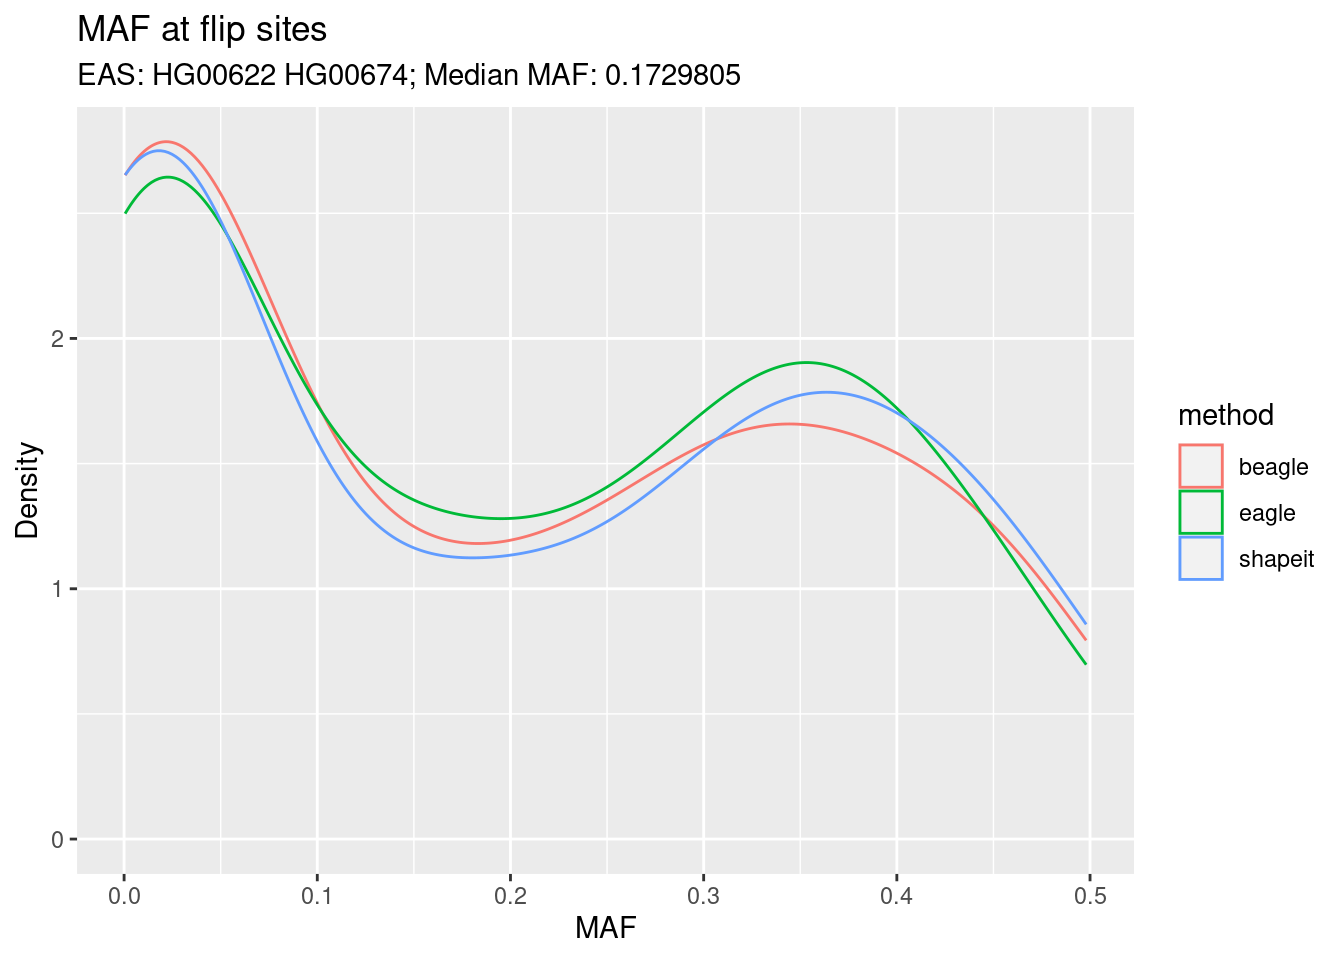 MAF at flip sites
EAS: HG00622 HG00674; Median MAF: 0.1729805
Density
2
1
0
0.0 0.1 0.2 0.3 0.4 0.5
MAF
method
beagle
eagle
shapeit